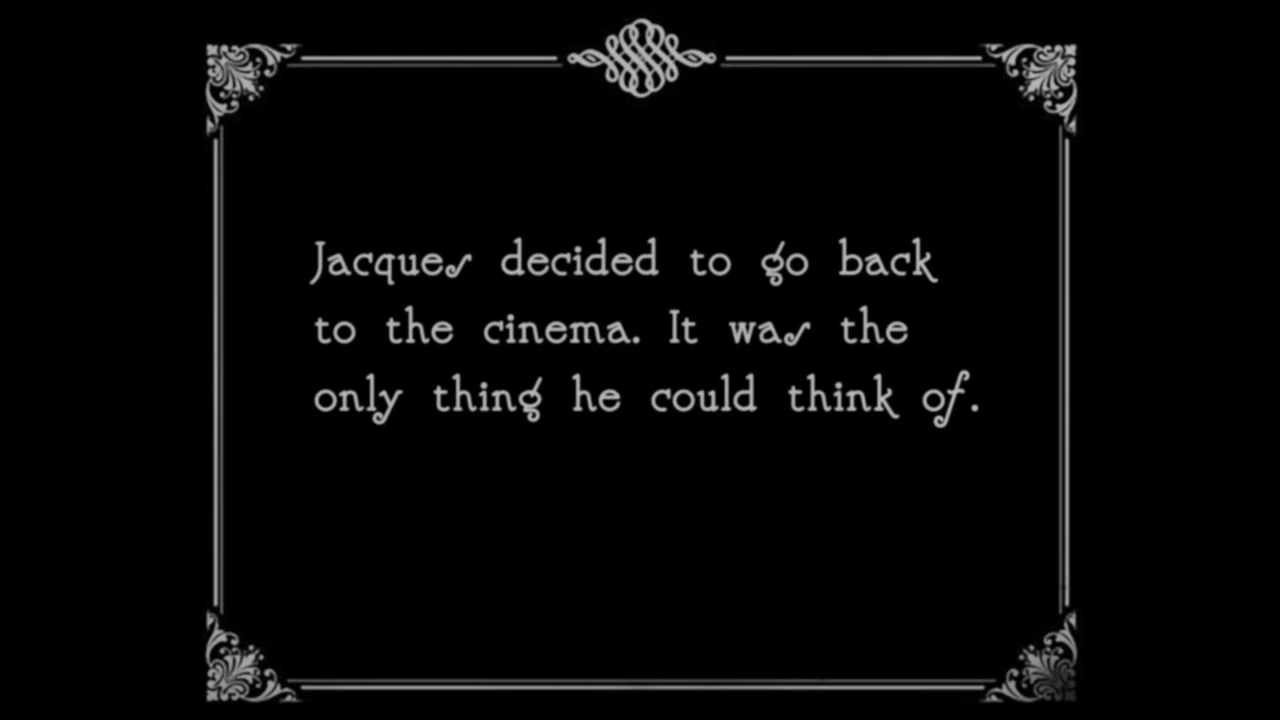 Jacques decided to go back
to the cinema. It was the
only thing he could think of.